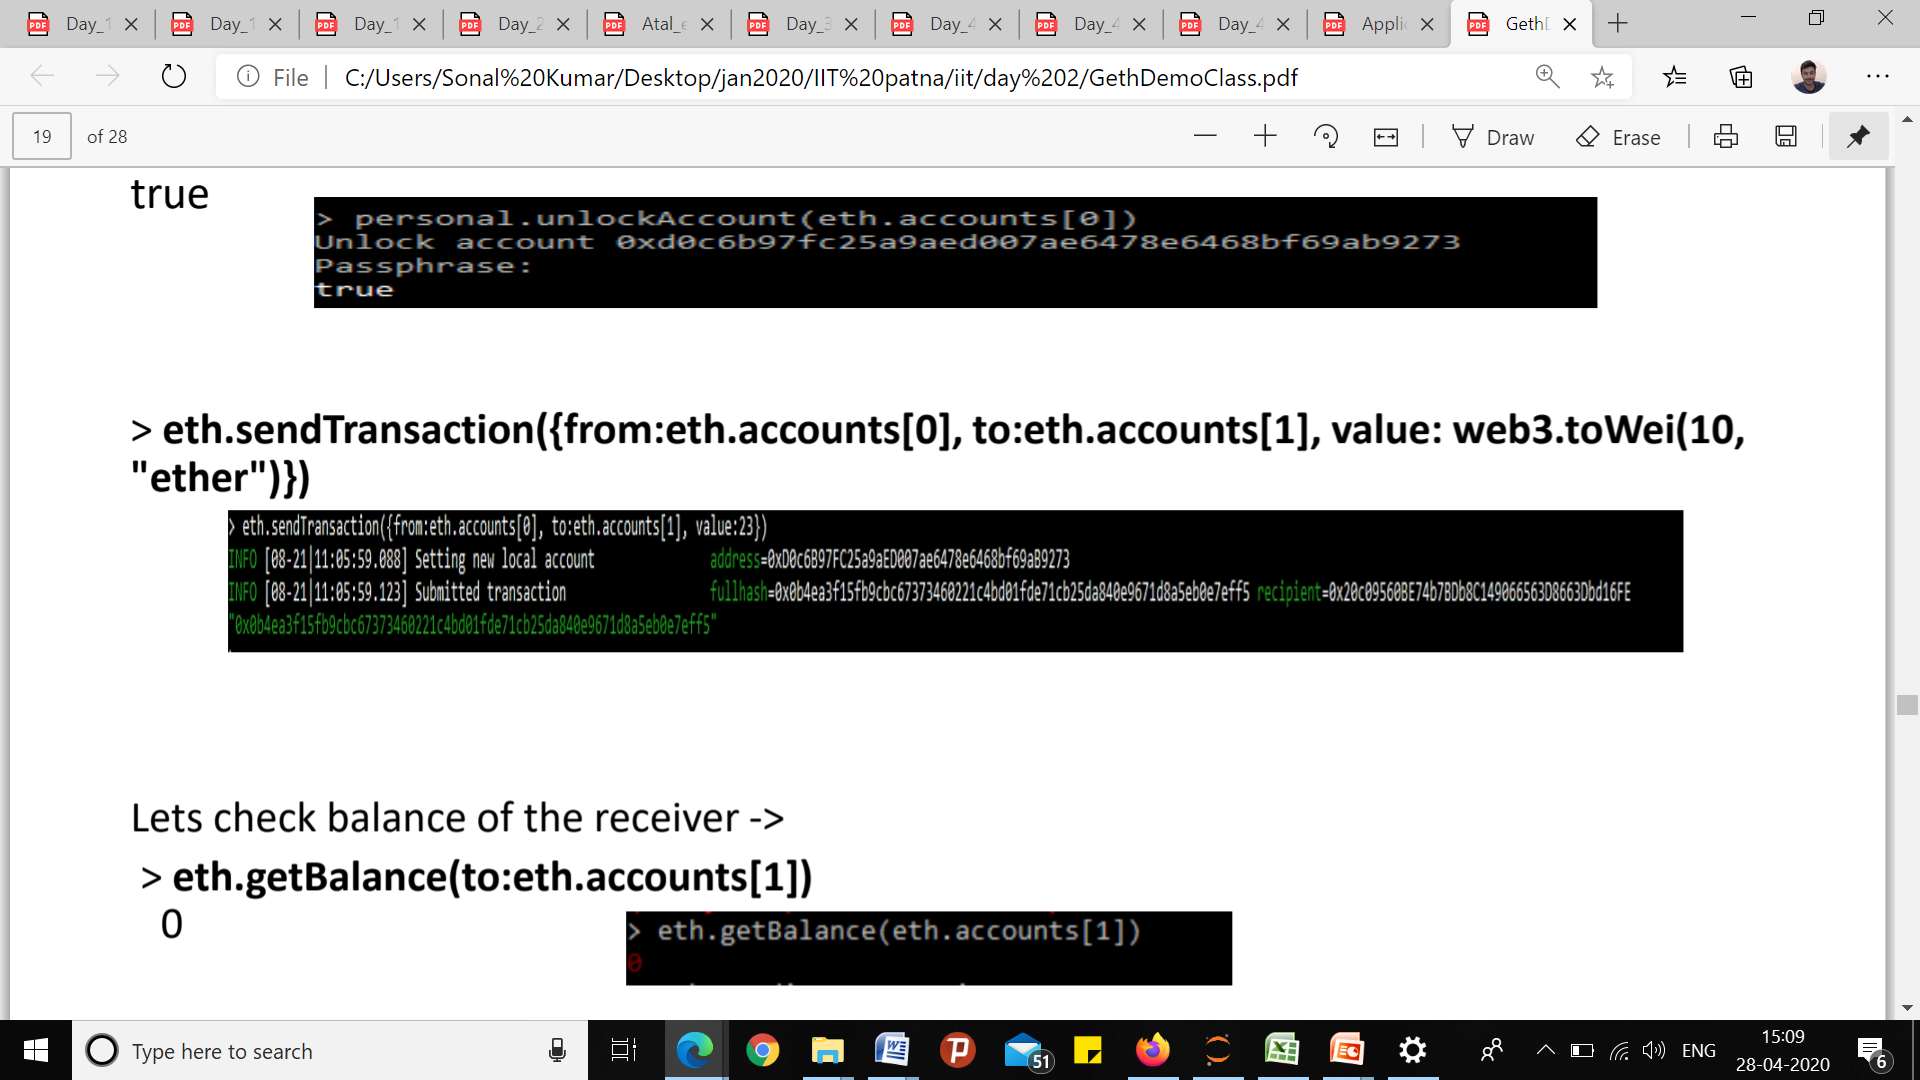 Day_1 Day_1 Day_1 Day_2 Atal_e Day_3 Day_4 Day_4 Day_4 Applic Geth
File C:/Users/Sonal%20Kumar/Desktop/jan2020/IIT%20patna/iit/day%202/GethDemoClass.pdf
19 of 28 Draw Erase
true
> personal.unlockAccount(eth.accounts[0])
Unlock account 0xd0c6b97fc25a9aed007ae6478e6468bf69ab9273
Passphrase:
true
> eth.sendTransaction({from:eth.accounts[0], to:eth.accounts[1], value: web3.toWei(10,
"ether")})
> eth.sendTransaction({from:eth.accounts[0], to:eth.accounts[1], value:23})
INFO [08-21|11:05:59.088] Setting new local account address=0xD0c6B97FC25a9aED007ae6478e6468bf69aB9273
INFO [08-21|11:05:59.123] Submitted transaction fullhash=0x0b4ea3f15fb9cbc67373460221c4bd01fde71cb25da840e9671d8a5eb0e7eff5 recipient=0x20c09560BE74b7BDb8C149066563D8663Dbd16FE
"0x0b4ea3f15fb9cbc67373460221c4bd01fde71cb25da840e9671d8a5eb0e7eff5"
Lets check balance of the receiver ->
> eth.getBalance(to:eth.accounts[1])
0
> eth.getBalance(eth.accounts[1])
0
Type here to search
51
ENG
15:09
28-04-2020
6